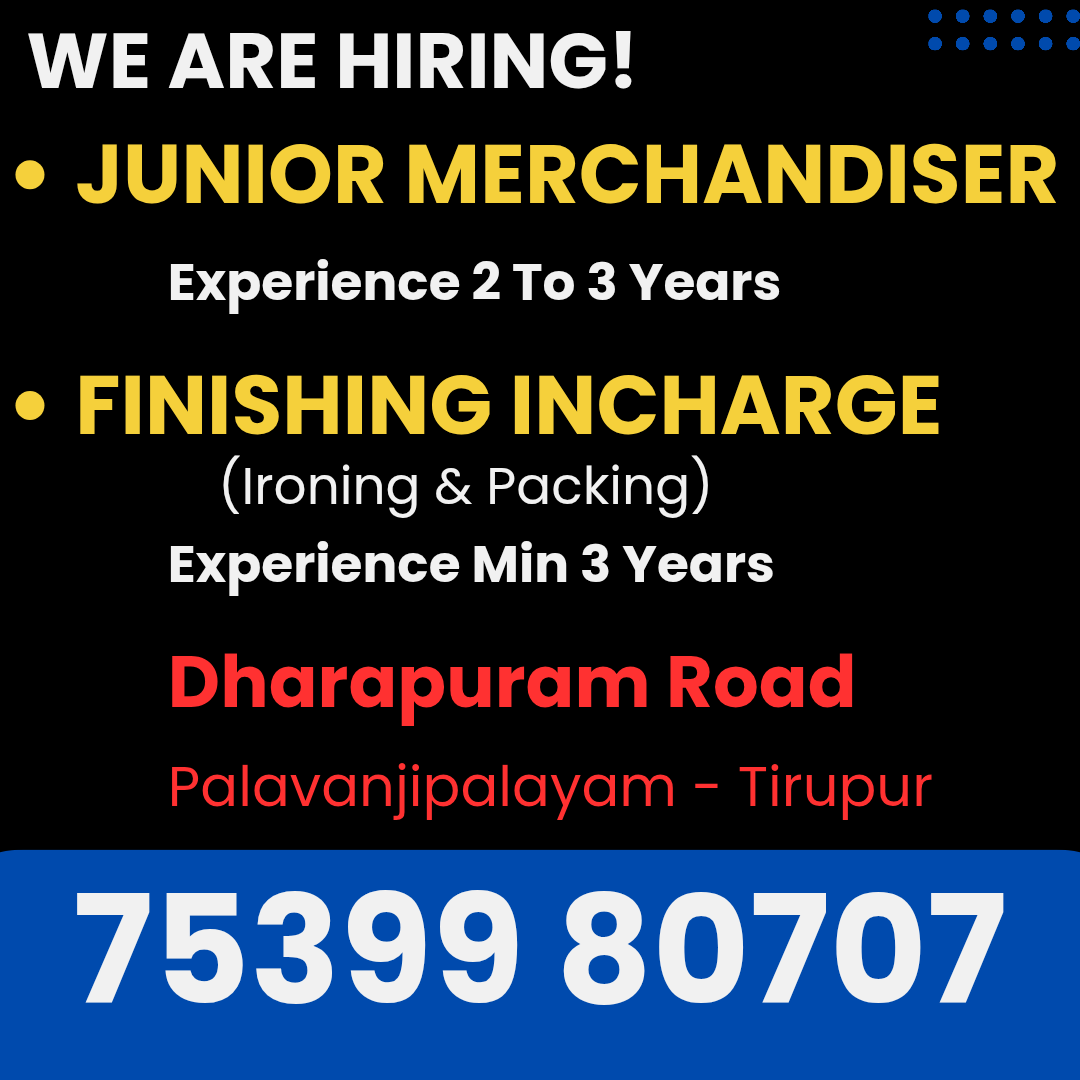 WE ARE HIRING!
• JUNIOR MERCHANDISER
Experience 2 To 3 Years
• FINISHING INCHARGE
(Ironing & Packing)
Experience Min 3 Years
Dharapuram Road
Palavanjipalayam - Tirupur
75399 80707